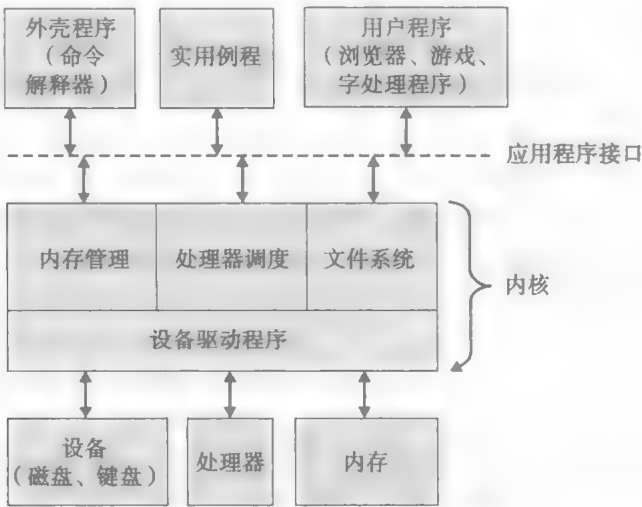 外壳程序
（命令
解释器）
实用例程
用户程序
（浏览器、游戏、
字处理程序）
应用程序接口
内存管理
处理器调度
文件系统
内核
设备驱动程序
设备
（磁盘、键盘）
处理器
内存